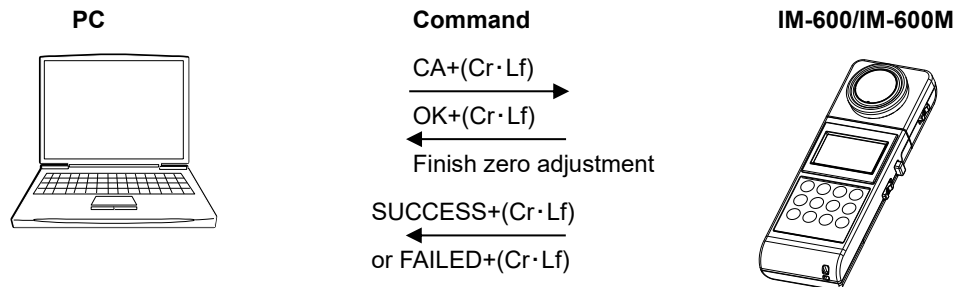 PC
Command
IM-600/IM-600M
CA+(Cr･Lf)
OK+(Cr･Lf)
Finish zero adjustment
SUCCESS+(Cr･Lf)
or FAILED+(Cr･Lf)